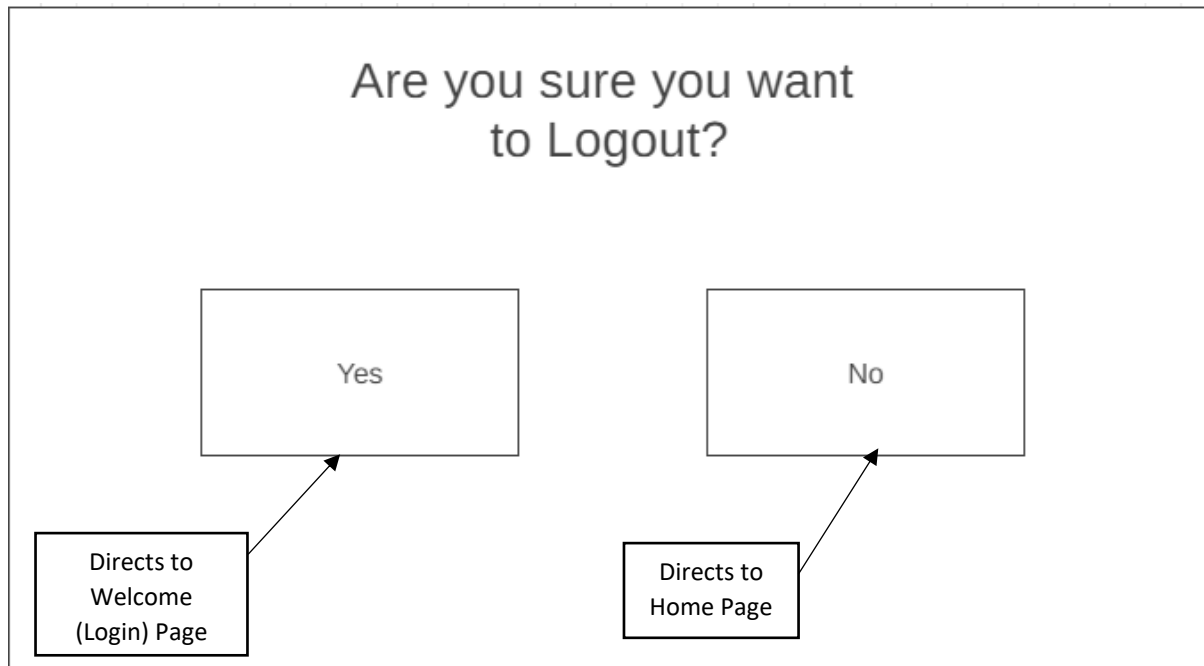 Are you sure you want
to Logout?
Yes
No
Directs to
Welcome
(Login) Page
Directs to
Home Page